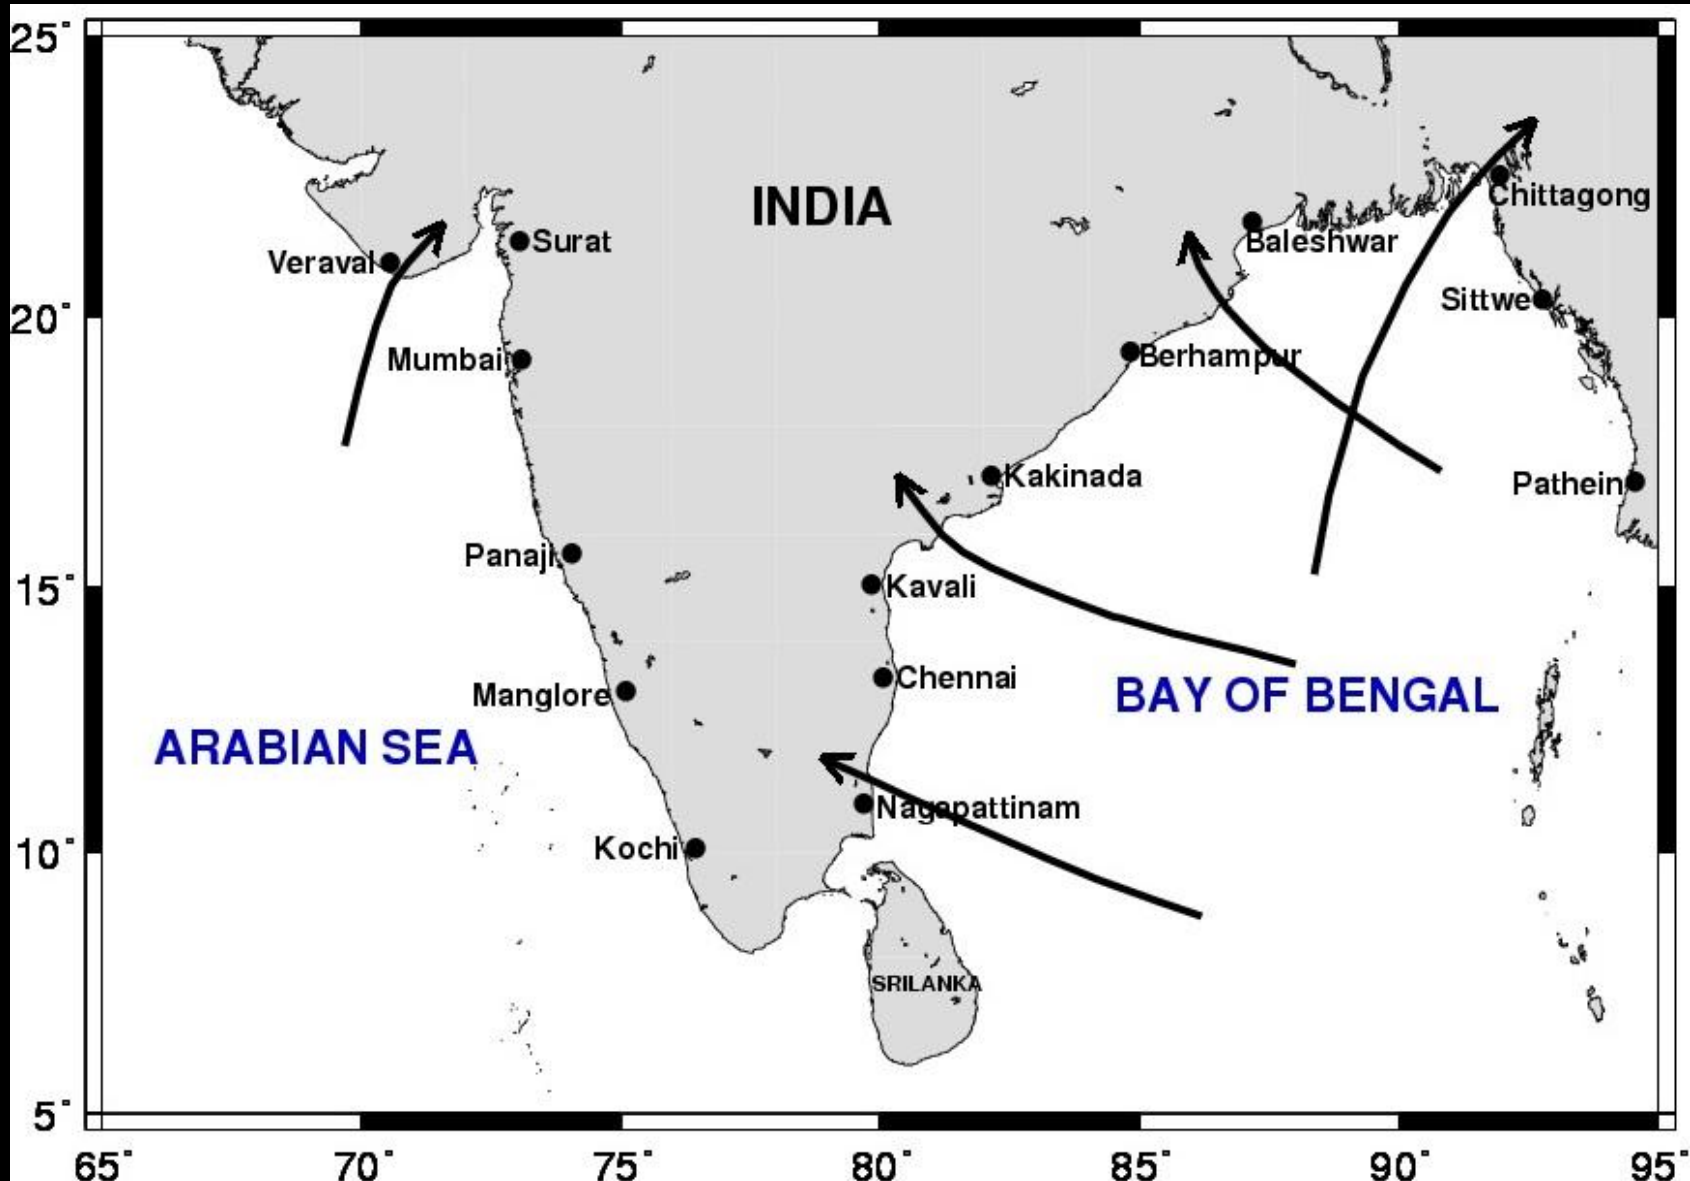 25°
INDIA
Chittagong
Surat
Baleshwar
Veraval
Sittwe
20°
Mumbai
Berhampur
Kakinada
Pathein
Panaji
15°
Kavali
Chennai
Manglore
BAY OF BENGAL
ARABIAN SEA
Nagapattinam
10°
Kochi
SRILANKA
5°
65° 70° 75° 80° 85° 90° 95°